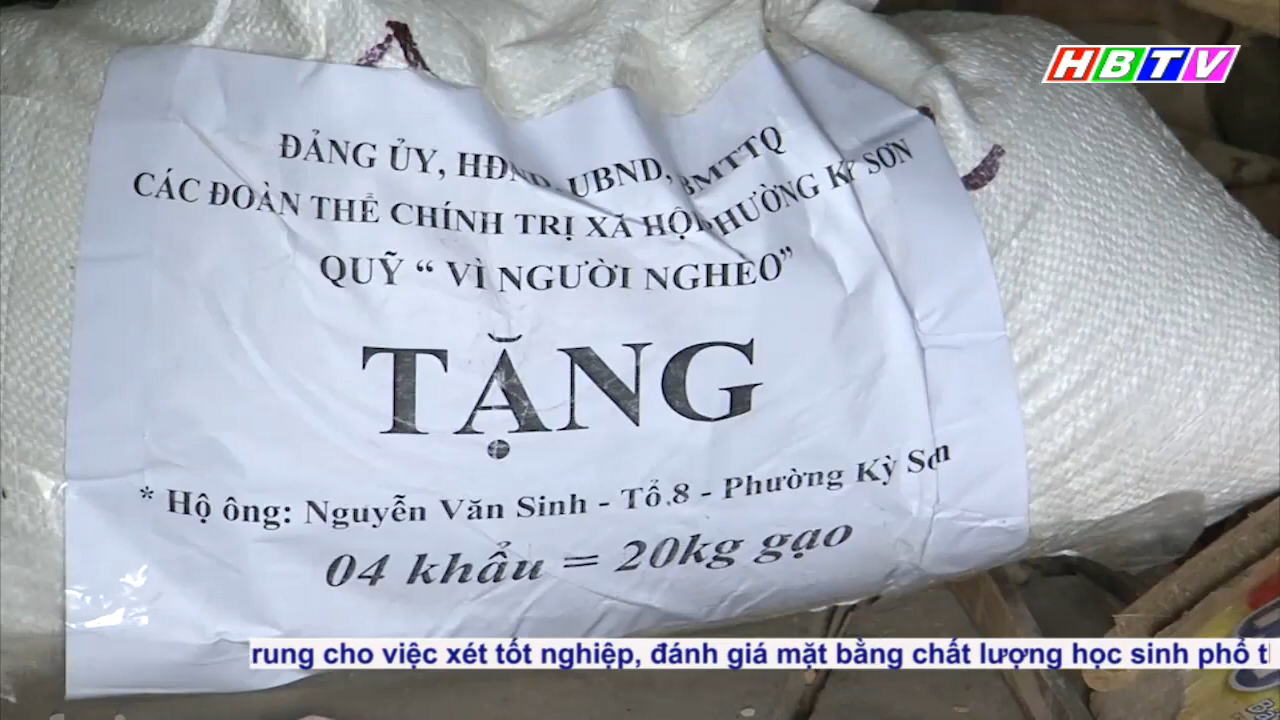 HBTV
ĐẢNG ỦY, HĐND, UBND, BMTTQ
CÁC ĐOÀN THỂ CHÍNH TRỊ XÃ HỘI PHƯỜNG KỲ SƠN
QUỸ “ VÌ NGƯỜI NGHÈO”
TẶNG
* Hộ ông: Nguyễn Văn Sinh - Tổ.8 - Phường Kỳ Sơn
04 khẩu = 20kg gạo
rung cho việc xét tốt nghiệp, đánh giá mặt bằng chất lượng học sinh phổ t